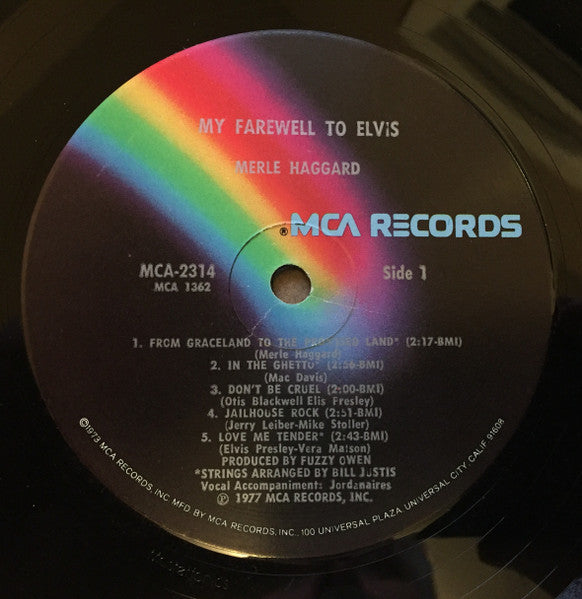 MY FAREWELL TO ELVIS
MERLE HAGGARD
®MCA RECORDS
MCA-2314
MCA 1362
Side 1
1. FROM GRACELAND TO THE PROMISED LAND* (2:17-BMI)
(Merle Haggard)
2. IN THE GHETTO* (2:56-BMI)
(Mac Davis)
3. DON'T BE CRUEL (2:00-BMI)
(Otis Blackwell Elis Presley)
4. JAILHOUSE ROCK (2:51-BMI)
(Jerry Leiber-Mike Stoller)
5. LOVE ME TENDER* (2:43-BMI)
(Elvis Presley-Vera Matson)
PRODUCED BY FUZZY OWEN
*STRINGS ARRANGED BY BILL JUSTIS
Vocal Accompaniment: Jordanaires
℗ 1977 MCA RECORDS, INC.
©1973 MCA RECORDS, INC. MFD. BY MCA RECORDS, INC., 100 UNIVERSAL PLAZA, UNIVERSAL CITY, CALIF. 91608